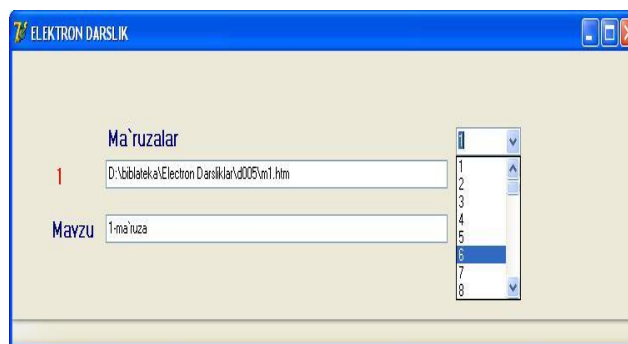 ELEKTRON DARSLIK
Ma`ruzalar
1
1
D:\biblateka\Electron Darsliklar\d005\m1.htm
Mavzu
1-ma`ruza
1
2
3
4
5
6
7
8